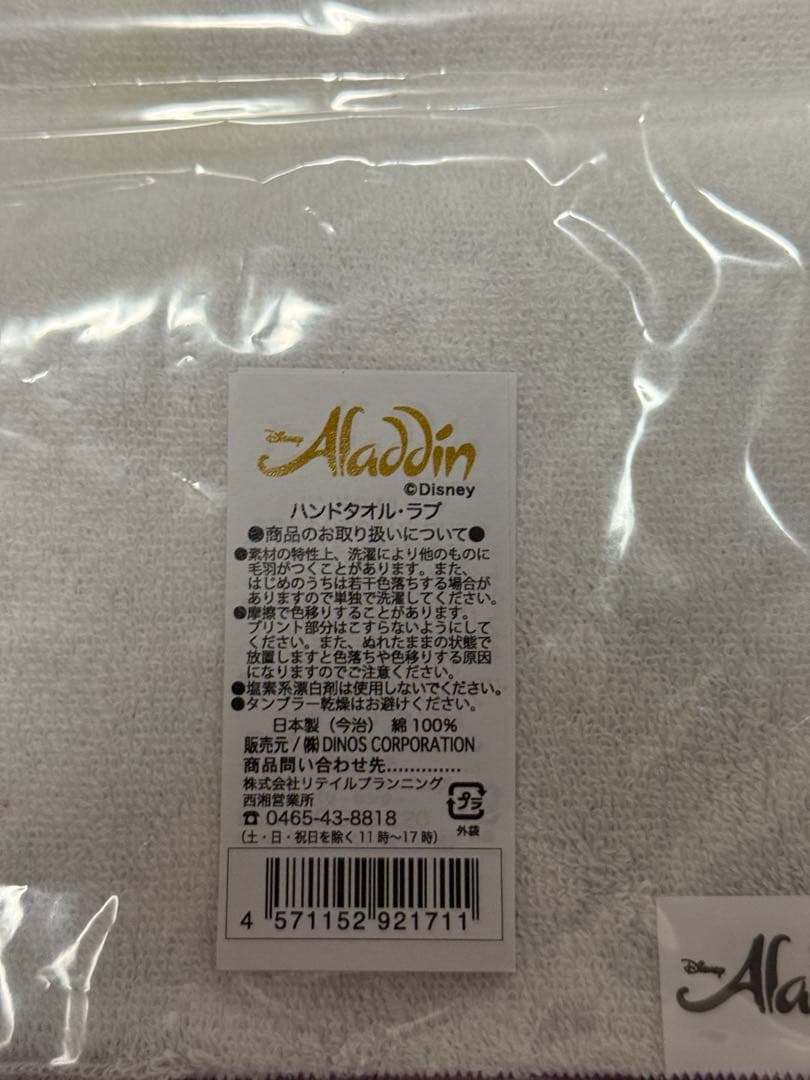 Disney
Aladdin
©Disney
ハンドタオル・ラブ
●商品のお取り扱いについて●
●素材の特性上、洗濯により他のものに
毛羽がつくことがあります。また、
はじめのうちは若干色落ちする場合が
ありますので単独で洗濯してください。
●摩擦で色移りすることがあります。
プリント部分はこすらないようにして
ください。また、ぬれたままの状態で
放置しますと色落ちや色移りする原因
になりますのでご注意ください。
●塩素系漂白剤は使用しないでください。
●タンブラー乾燥はお避けください。
日本製（今治） 綿100%
販売元/㈱DINOS CORPORATION
商品問い合わせ先.............
株式会社リテイルプランニング
西湘営業所
☎ 0465-43-8818
（土・日・祝日を除く11時〜17時）
プラ
外袋
4 571152 921711
Disney
Ala